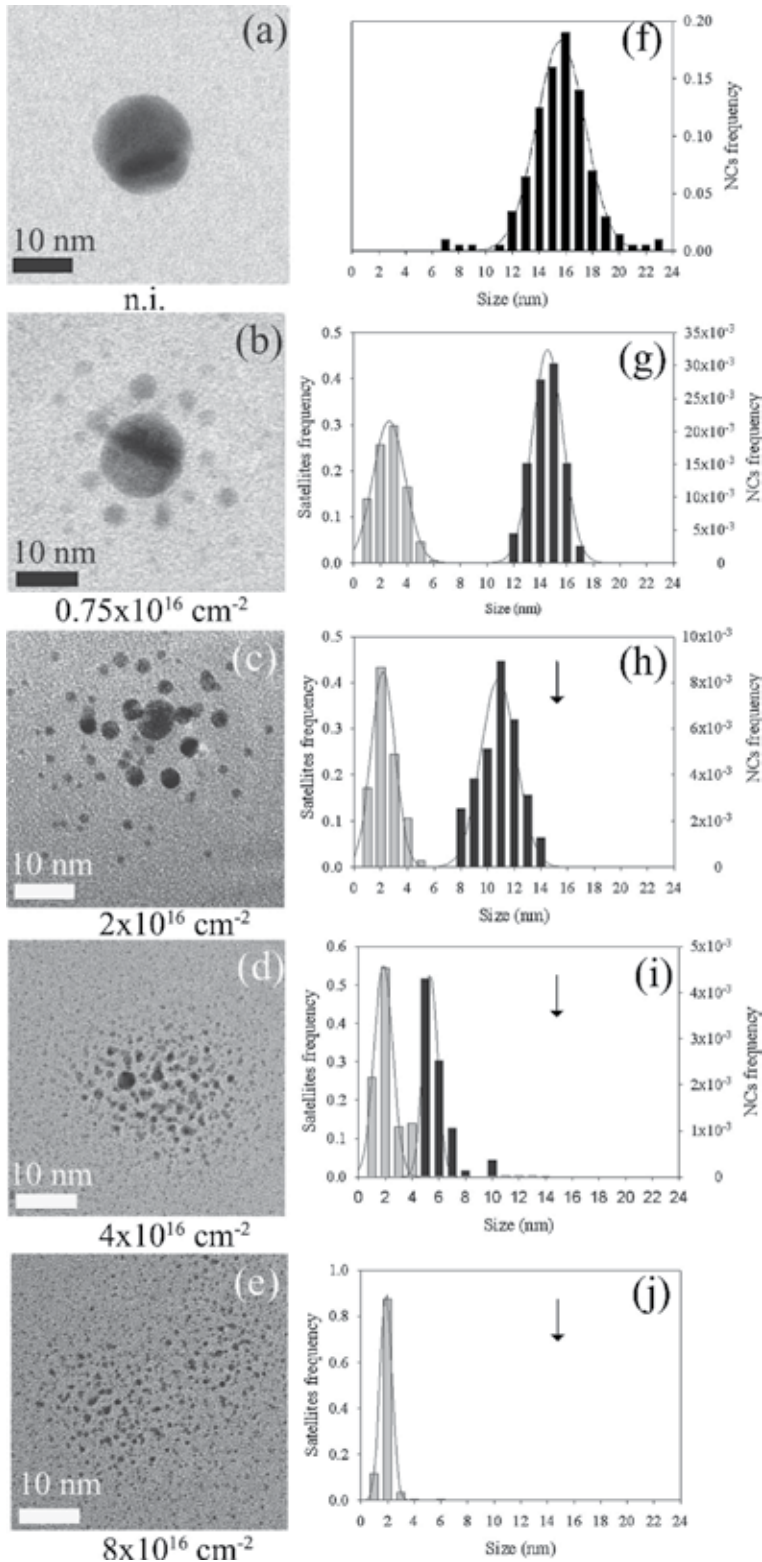 (a)
10 nm
n.i.
(f)
0.20
0.15
0.10
0.05
0.00
NCs frequency
0 2 4 6 8 10 12 14 16 18 20 22 24
Size (nm)
(b)
10 nm
0.75x10¹⁶ cm⁻²
(g)
0.5
0.4
0.3
0.2
0.1
0.0
Satellites frequency
35x10⁻³
30x10⁻³
25x10⁻³
20x10⁻³
15x10⁻³
10x10⁻³
5x10⁻³
0
NCs frequency
0 2 4 6 8 10 12 14 16 18 20 22 24
Size (nm)
(c)
10 nm
2x10¹⁶ cm⁻²
(h)
0.5
0.4
0.3
0.2
0.1
0.0
Satellites frequency
10x10⁻³
8x10⁻³
6x10⁻³
4x10⁻³
2x10⁻³
0
NCs frequency
0 2 4 6 8 10 12 14 16 18 20 22 24
Size (nm)
(d)
10 nm
4x10¹⁶ cm⁻²
(i)
0.6
0.5
0.4
0.3
0.2
0.1
0.0
Satellites frequency
5x10⁻³
4x10⁻³
3x10⁻³
2x10⁻³
1x10⁻³
0
NCs frequency
0 2 4 6 8 10 12 14 16 18 20 22 24
Size (nm)
(e)
10 nm
8x10¹⁶ cm⁻²
(j)
1.0
0.8
0.6
0.4
0.2
0.0
Satellites frequency
0 2 4 6 8 10 12 14 16 18 20 22 24
Size (nm)